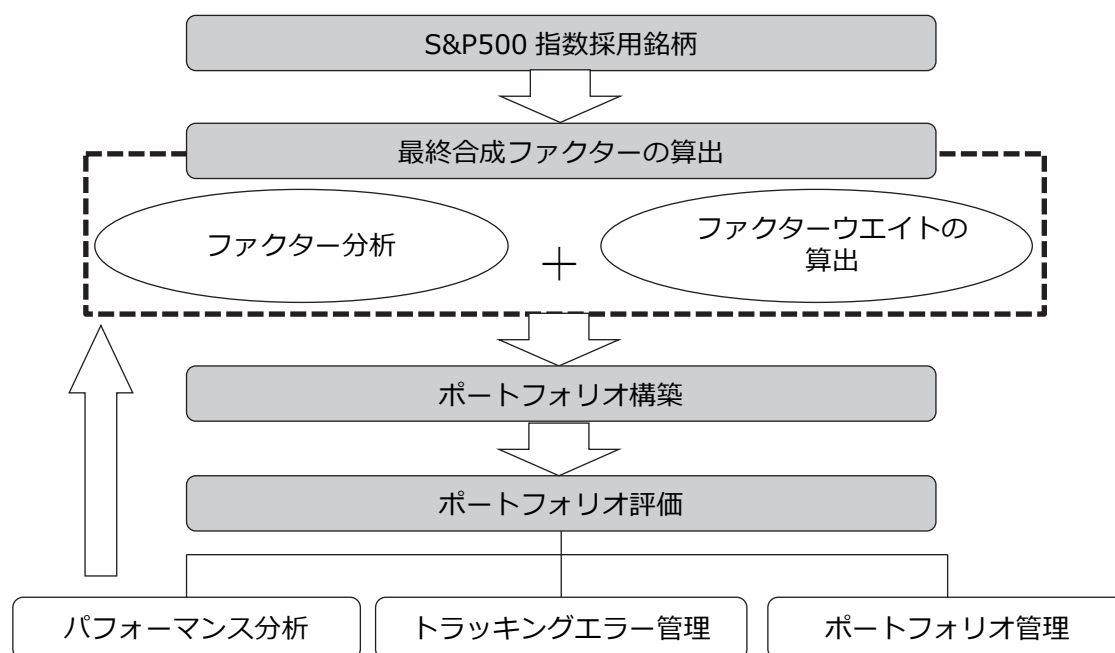 S&P500 指数採用銘柄
最終合成ファクターの算出
ファクター分析
+
ファクターウエイトの
算出
ポートフォリオ構築
ポートフォリオ評価
パフォーマンス分析
トラッキングエラー管理
ポートフォリオ管理